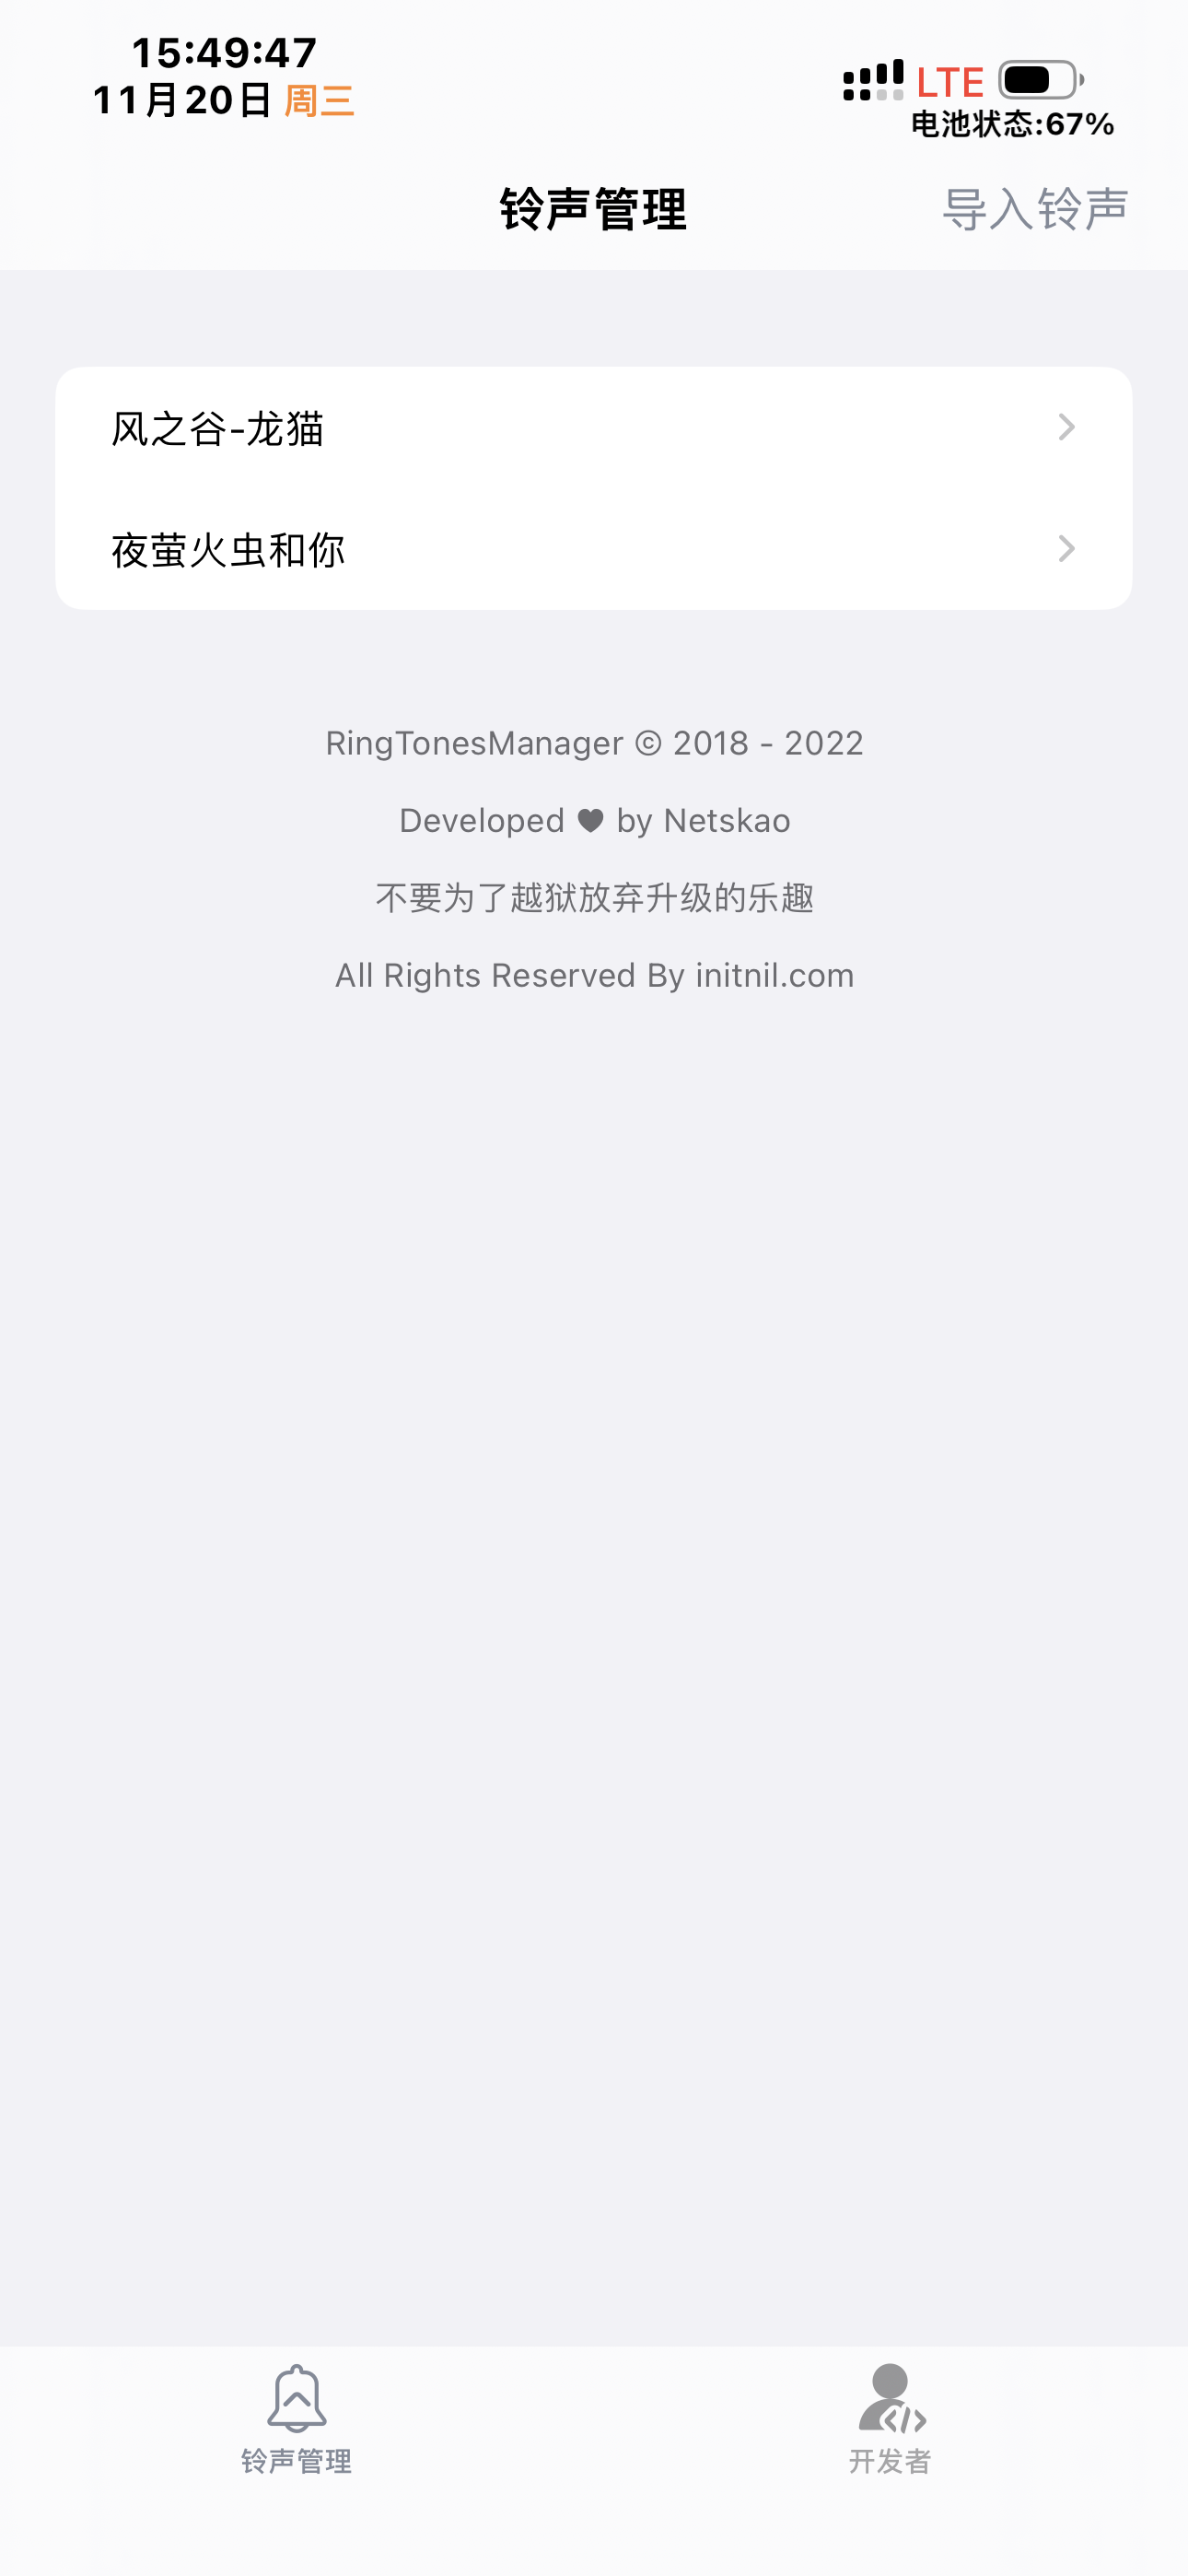 15:49:47
11月20日 周三
LTE
电池状态:67%
铃声管理
导入铃声
风之谷-龙猫
夜萤火虫和你
RingTonesManager © 2018 - 2022
Developed ♥ by Netskao
不要为了越狱放弃升级的乐趣
All Rights Reserved By initnil.com
铃声管理
开发者